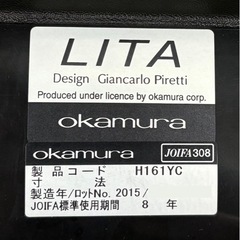 LITA
Design Giancarlo Piretti
Produced under licence by okamura corp.
okamura
okamura JOIFA308
製品コード H161YC
寸法
製造年/ロットNo. 2015/
JOIFA標準使用期間 8 年